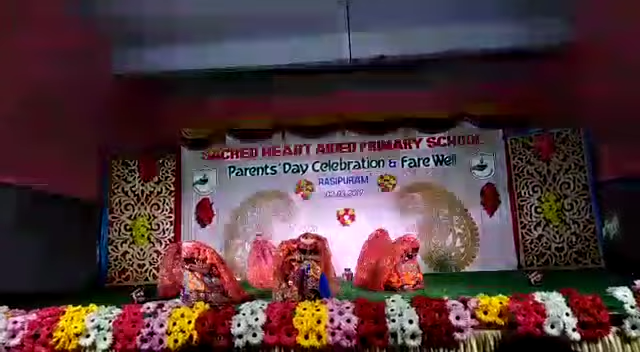 SACRED HEART AIDED PRIMARY SCHOOL
Parents' Day Celebration & Fare Well
RASIPURAM